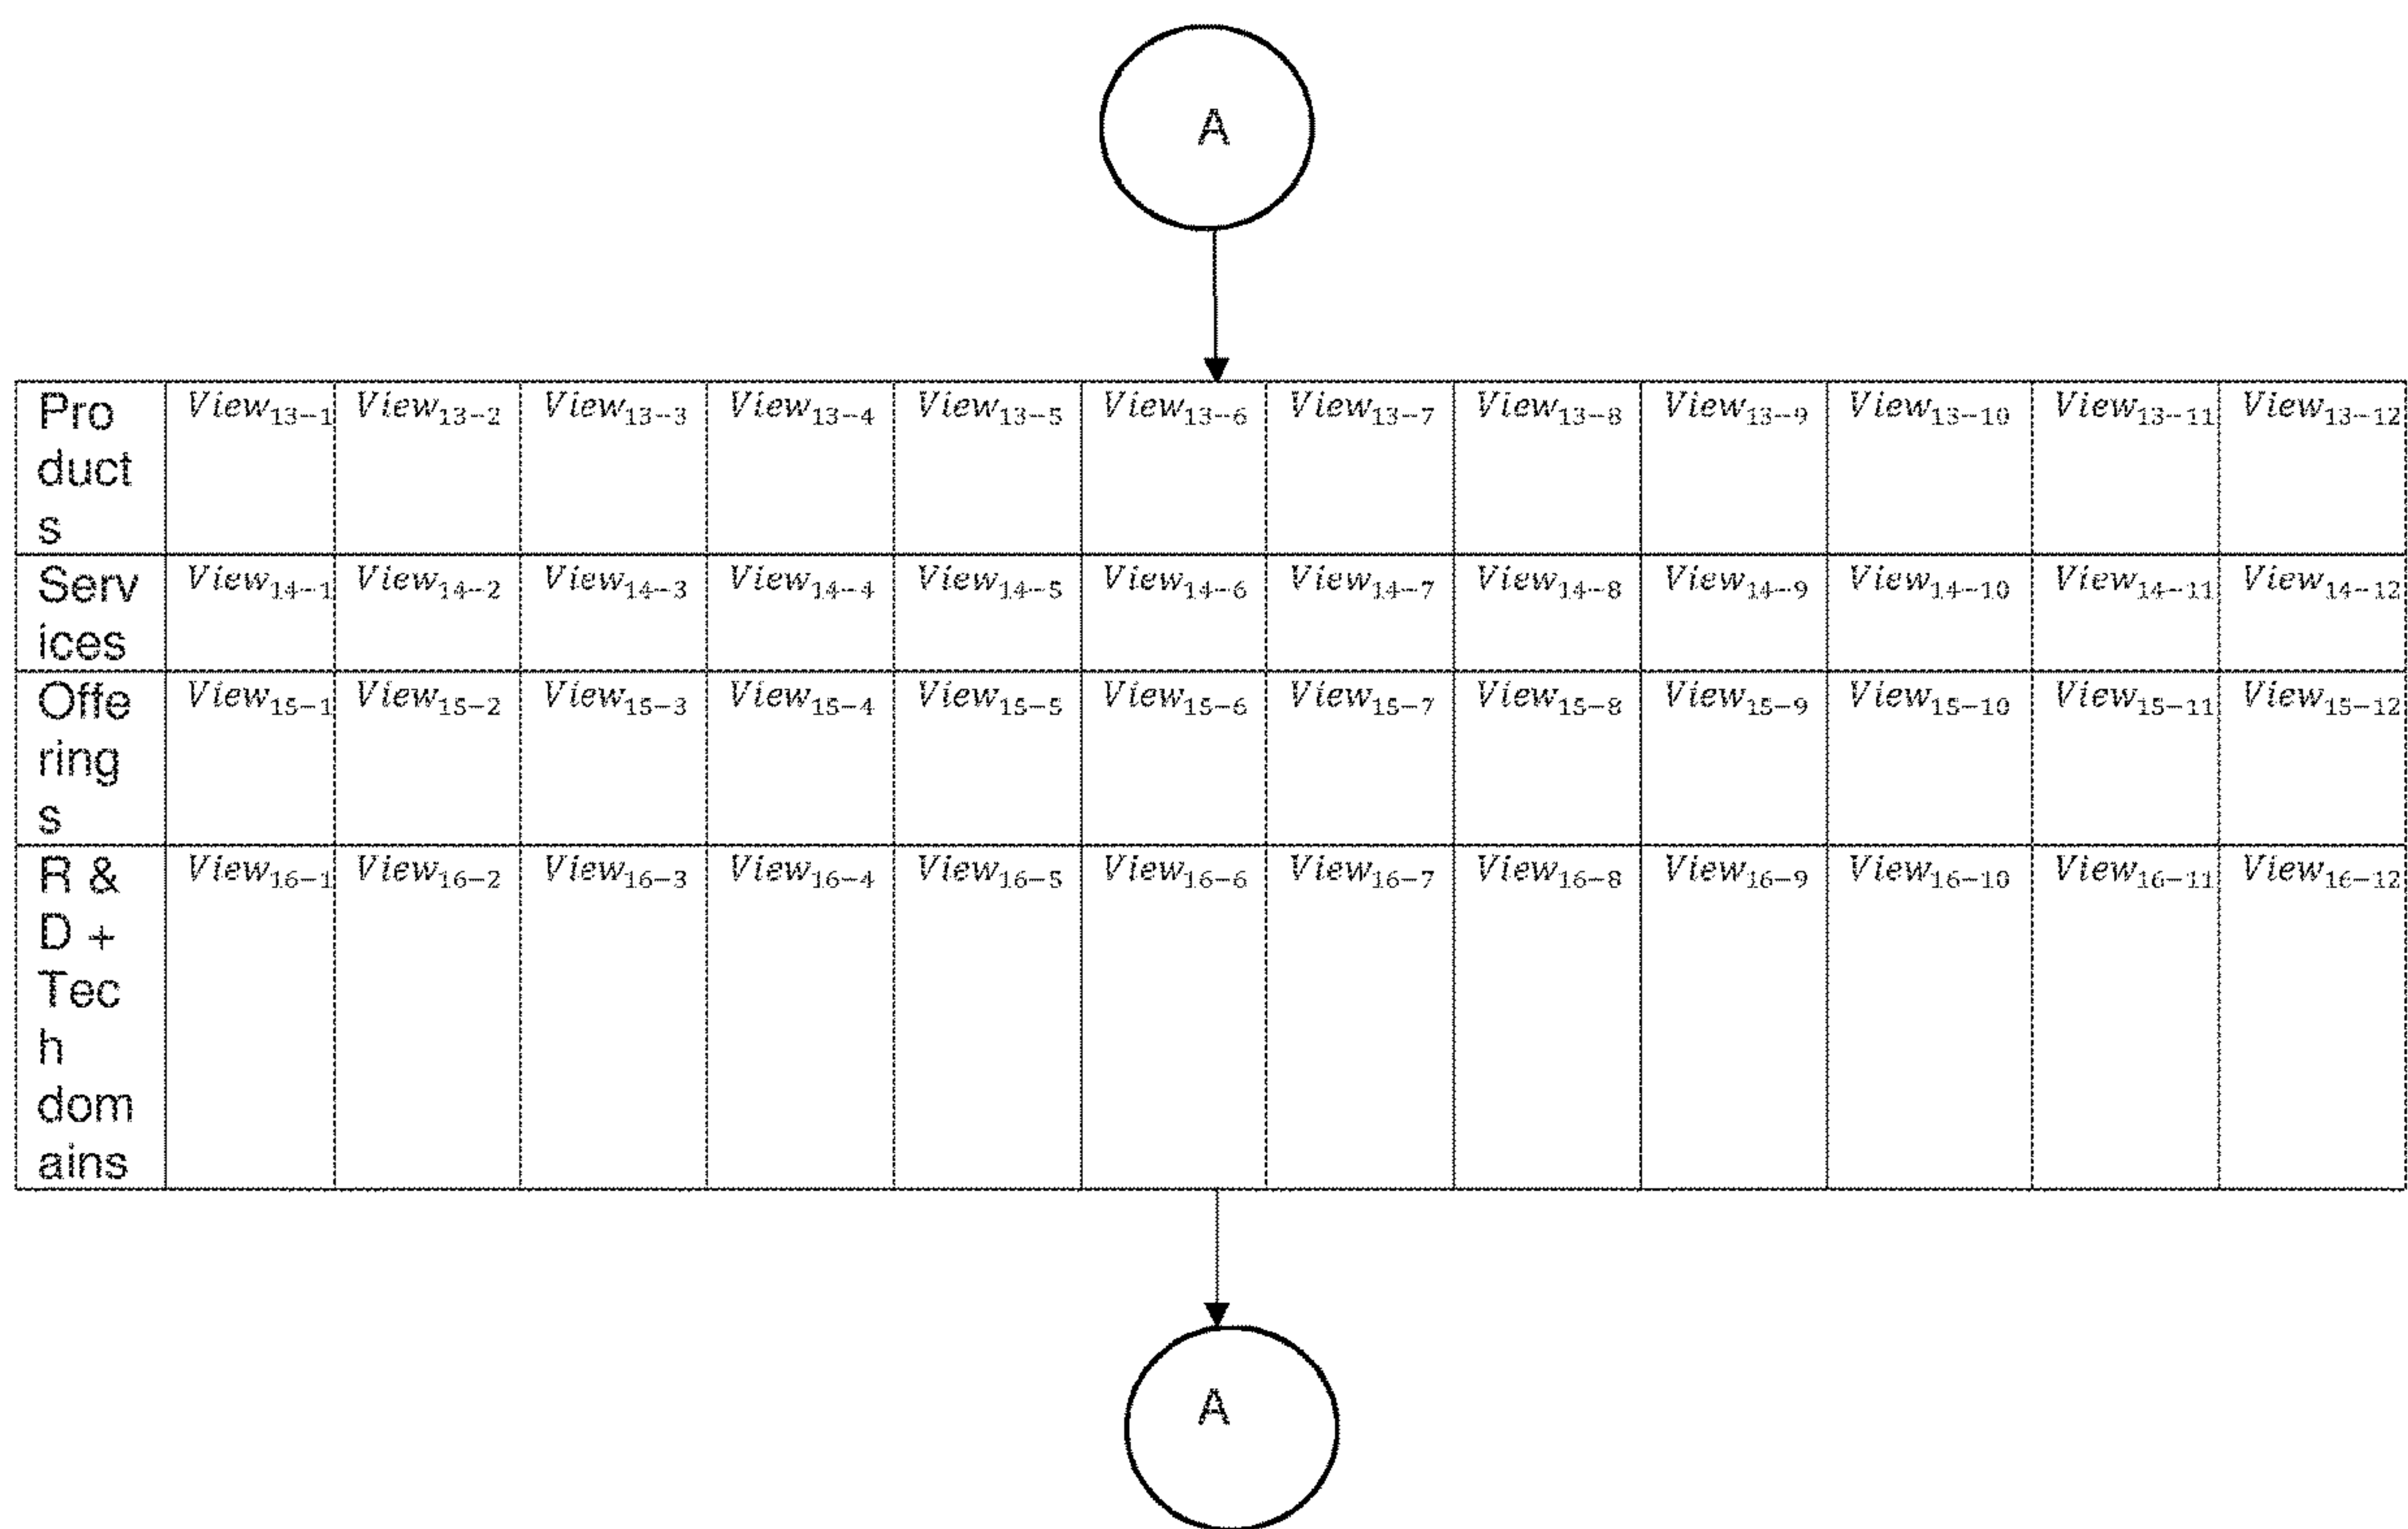 A
Pro View13-1 View13-2 View13-3 View13-4 View13-5 View13-6 View13-7 View13-8 View13-9 View13-10 View13-11 View13-12
duct
s
Serv View14-1 View14-2 View14-3 View14-4 View14-5 View14-6 View14-7 View14-8 View14-9 View14-10 View14-11 View14-12
ices
Offe View15-1 View15-2 View15-3 View15-4 View15-5 View15-6 View15-7 View15-8 View15-9 View15-10 View15-11 View15-12
ring
s
R & View16-1 View16-2 View16-3 View16-4 View16-5 View16-6 View16-7 View16-8 View16-9 View16-10 View16-11 View16-12
D +
Tec
h
dom
ains
A